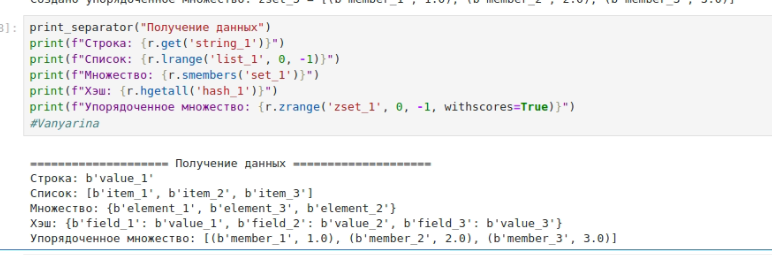 Создано упорядоченное множество: zset_3 = [(b'member_1', 1.0), (b'member_2', 2.0), (b'member_3', 3.0)]
]:
print_separator("Получение данных")
print(f"Строка: {r.get('string_1')}")
print(f"Список: {r.lrange('list_1', 0, -1)}")
print(f"Множество: {r.smembers('set_1')}")
print(f"Хэш: {r.hgetall('hash_1')}")
print(f"Упорядоченное множество: {r.zrange('zset_1', 0, -1, withscores=True)}")
#Vanyarina
==================== Получение данных ====================
Строка: b'value_1'
Список: [b'item_1', b'item_2', b'item_3']
Множество: {b'element_1', b'element_3', b'element_2'}
Хэш: {b'field_1': b'value_1', b'field_2': b'value_2', b'field_3': b'value_3'}
Упорядоченное множество: [(b'member_1', 1.0), (b'member_2', 2.0), (b'member_3', 3.0)]